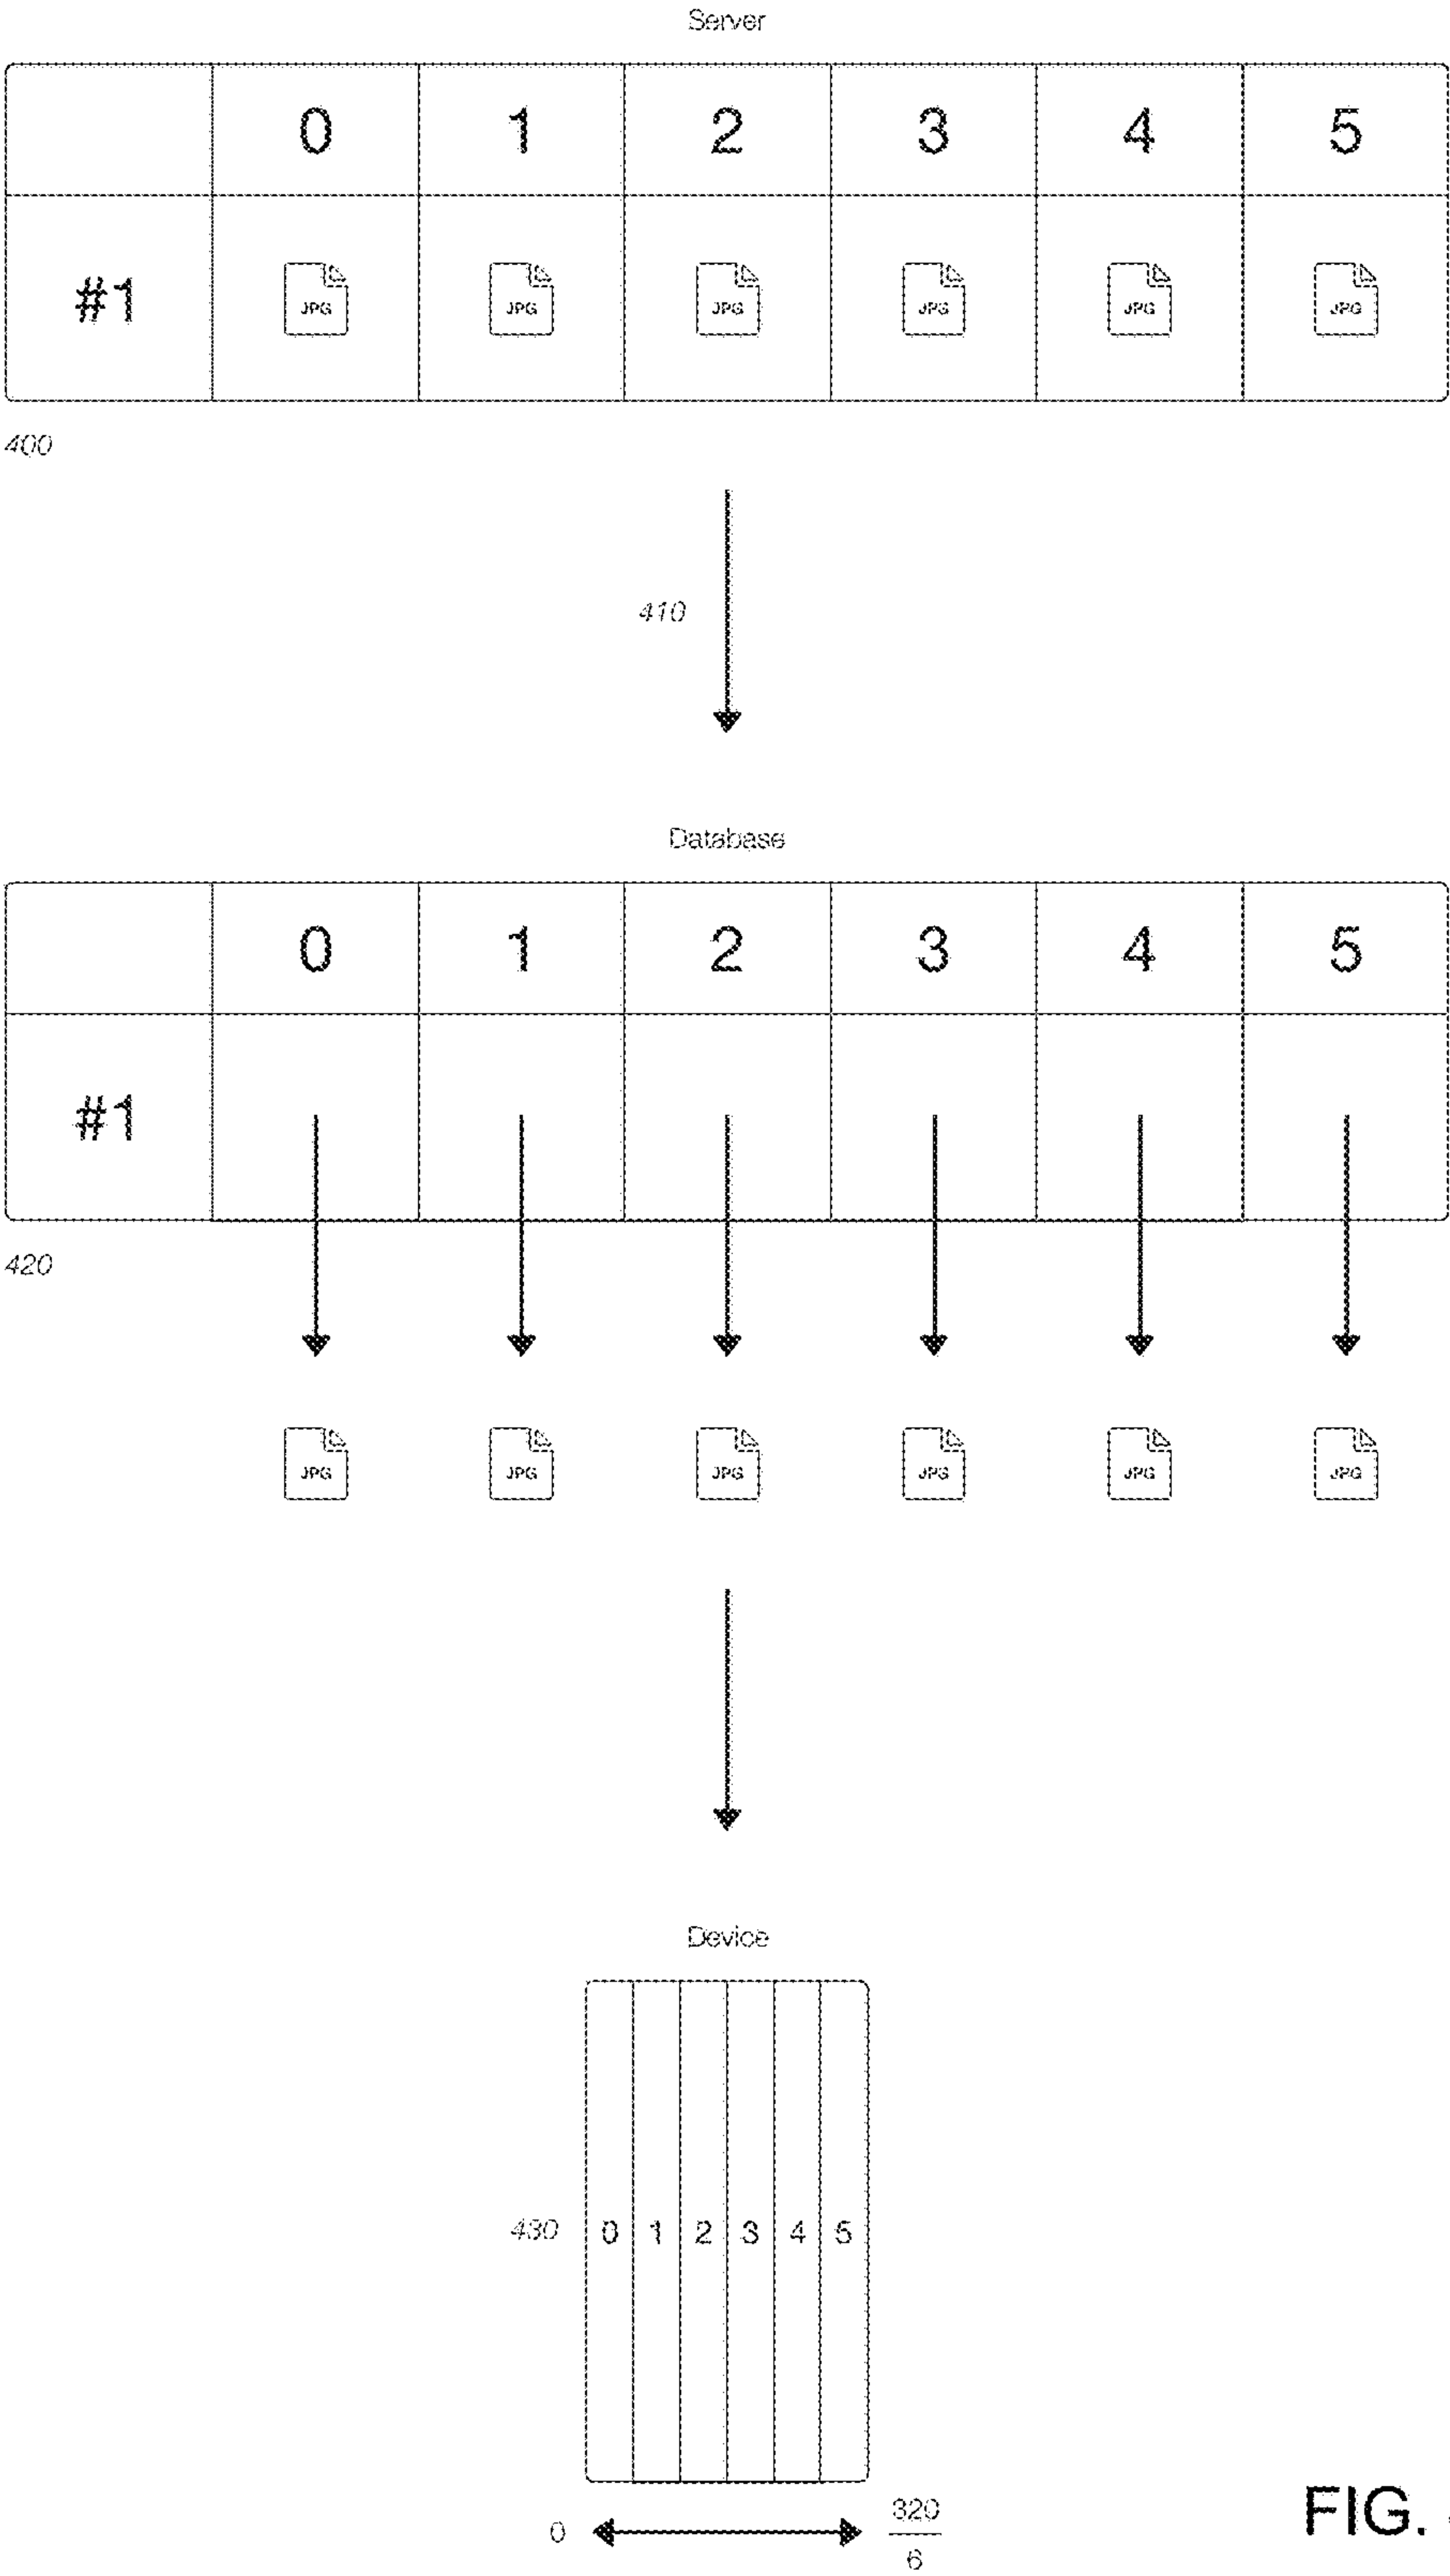 Server
0 1 2 3 4 5
#1 JPG JPG JPG JPG JPG JPG
400
410
Database
0 1 2 3 4 5
#1
420
JPG JPG JPG JPG JPG JPG
Device
430 0 1 2 3 4 5
0 320
6
FIG.